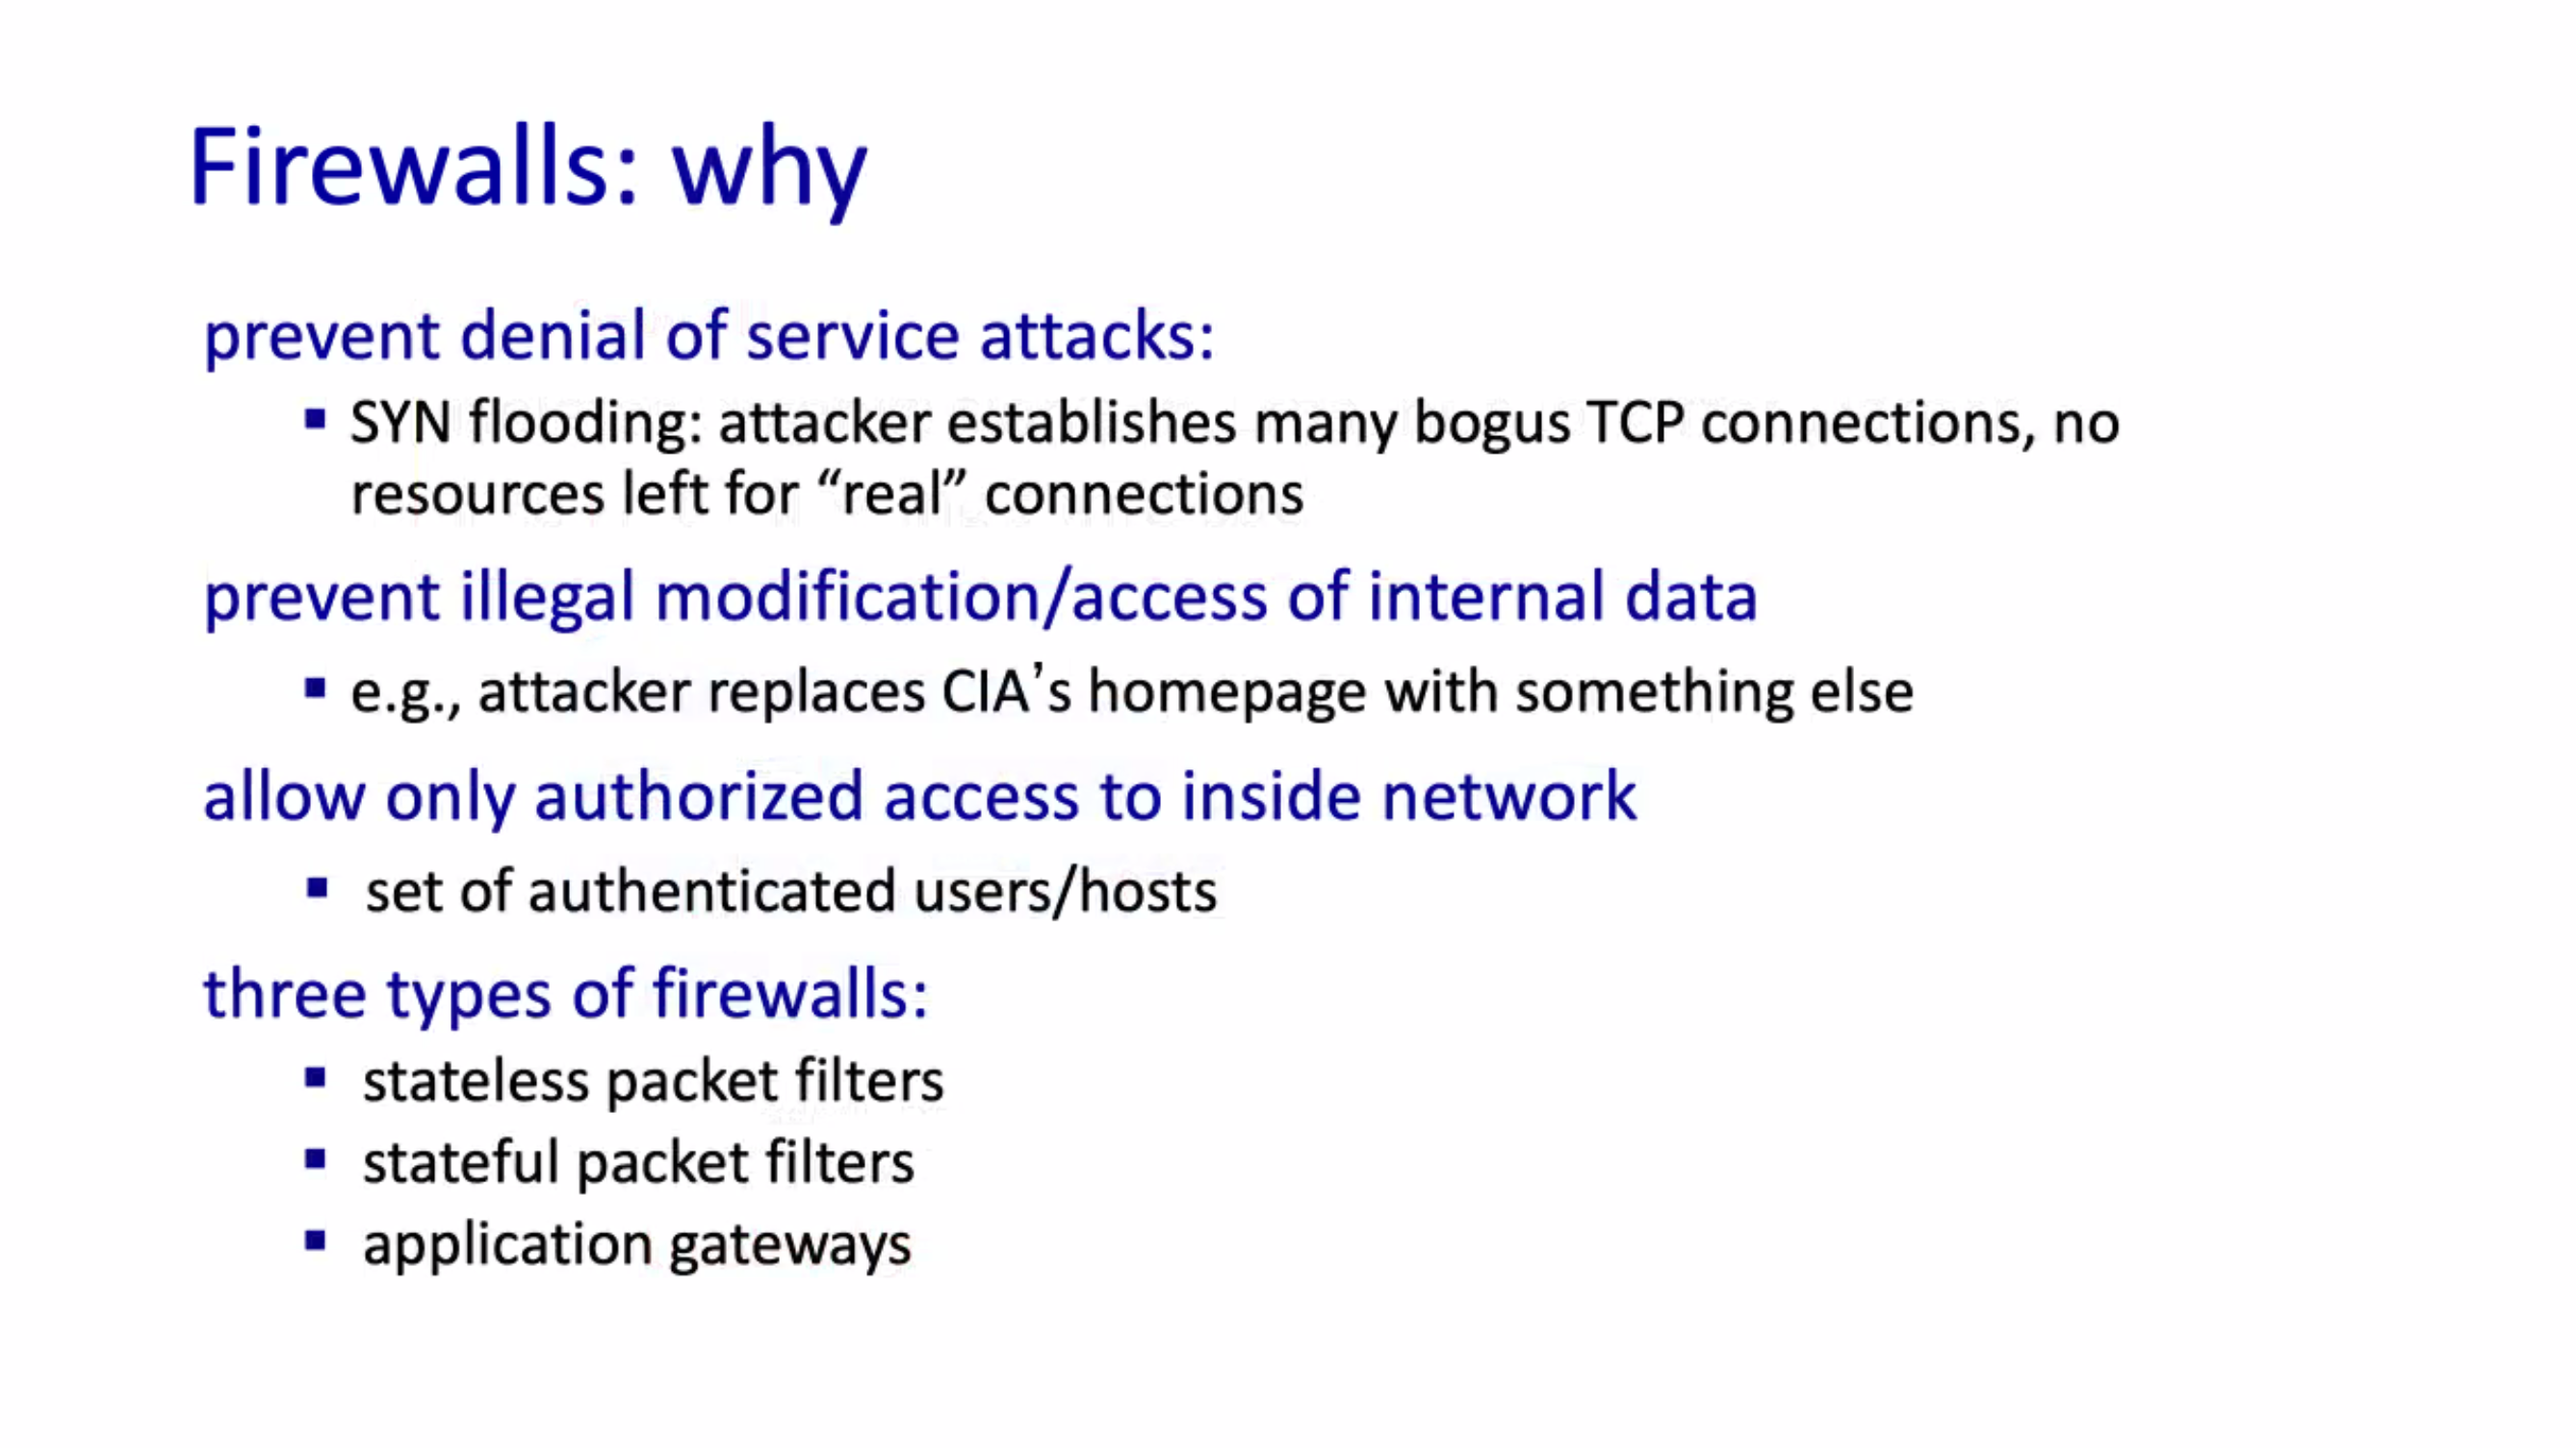 Firewalls: why
prevent denial of service attacks:
▪ SYN flooding: attacker establishes many bogus TCP connections, no
resources left for “real” connections
prevent illegal modification/access of internal data
▪ e.g., attacker replaces CIA’s homepage with something else
allow only authorized access to inside network
▪ set of authenticated users/hosts
three types of firewalls:
▪ stateless packet filters
▪ stateful packet filters
▪ application gateways